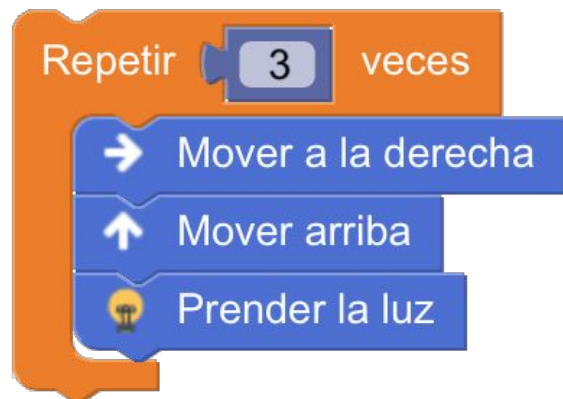 Repetir 3 veces
Mover a la derecha
Mover arriba
Prender la luz